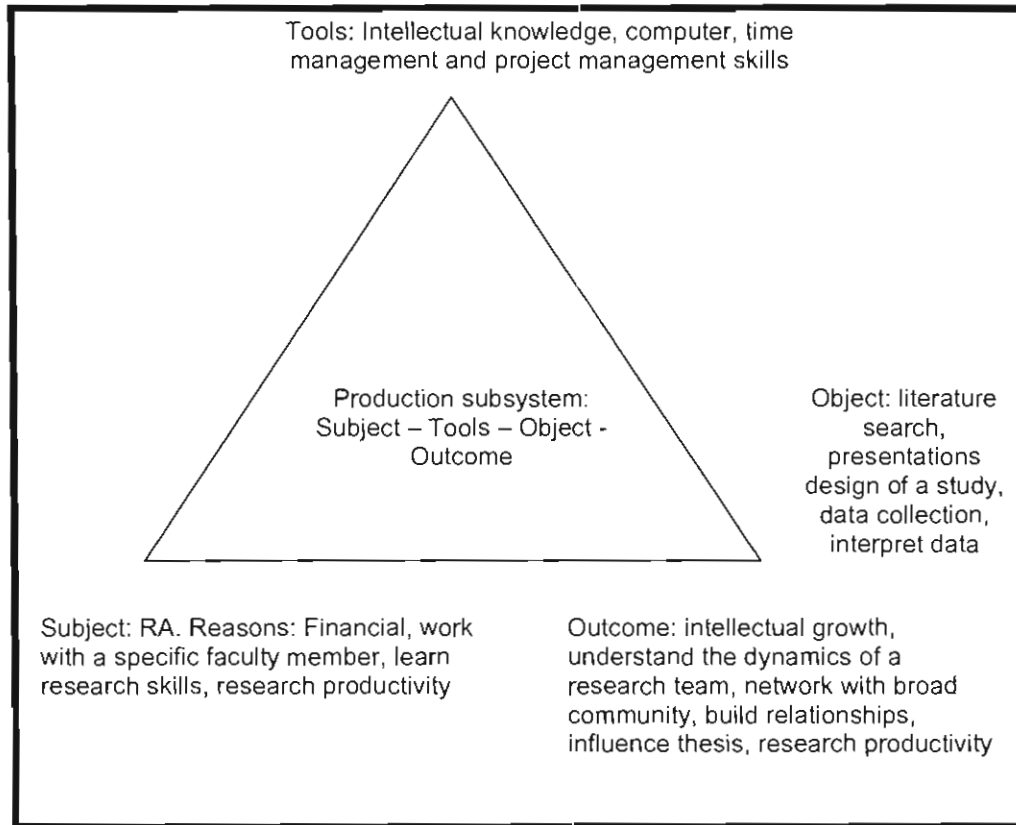 Tools: Intellectual knowledge, computer, time
management and project management skills
Production subsystem:
Subject – Tools – Object -
Outcome
Object: literature
search,
presentations
design of a study,
data collection,
interpret data
Subject: RA. Reasons: Financial, work
with a specific faculty member, learn
research skills, research productivity
Outcome: intellectual growth,
understand the dynamics of a
research team, network with broad
community, build relationships,
influence thesis, research productivity